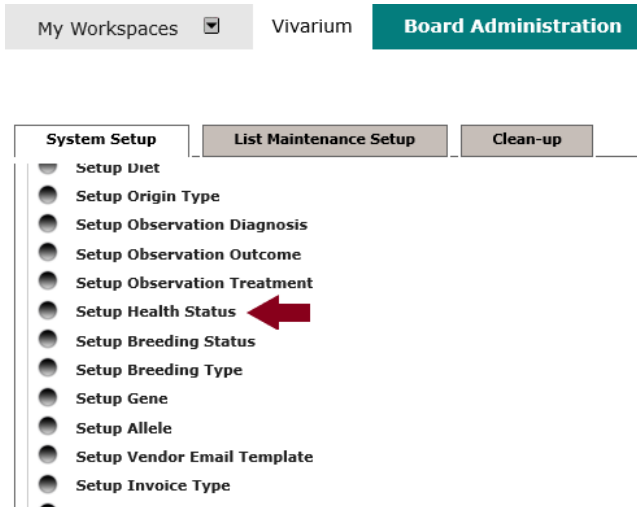 My Workspaces Vivarium Board Administration
System Setup List Maintenance Setup Clean-up
Setup Diet
Setup Origin Type
Setup Observation Diagnosis
Setup Observation Outcome
Setup Observation Treatment
Setup Health Status
Setup Breeding Status
Setup Breeding Type
Setup Gene
Setup Allele
Setup Vendor Email Template
Setup Invoice Type